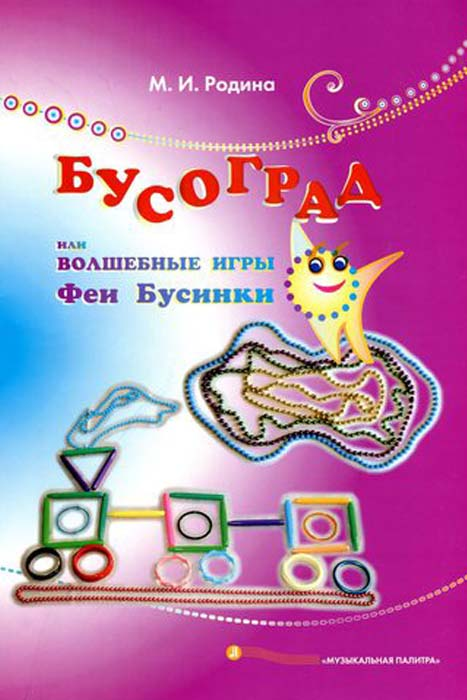 М. И. Родина
БУСОГРАД
ИЛИ
ВОЛШЕБНЫЕ ИГРЫ
ФЕИ БУСИНКИ
Л
«МУЗЫКАЛЬНАЯ ПАЛИТРА»